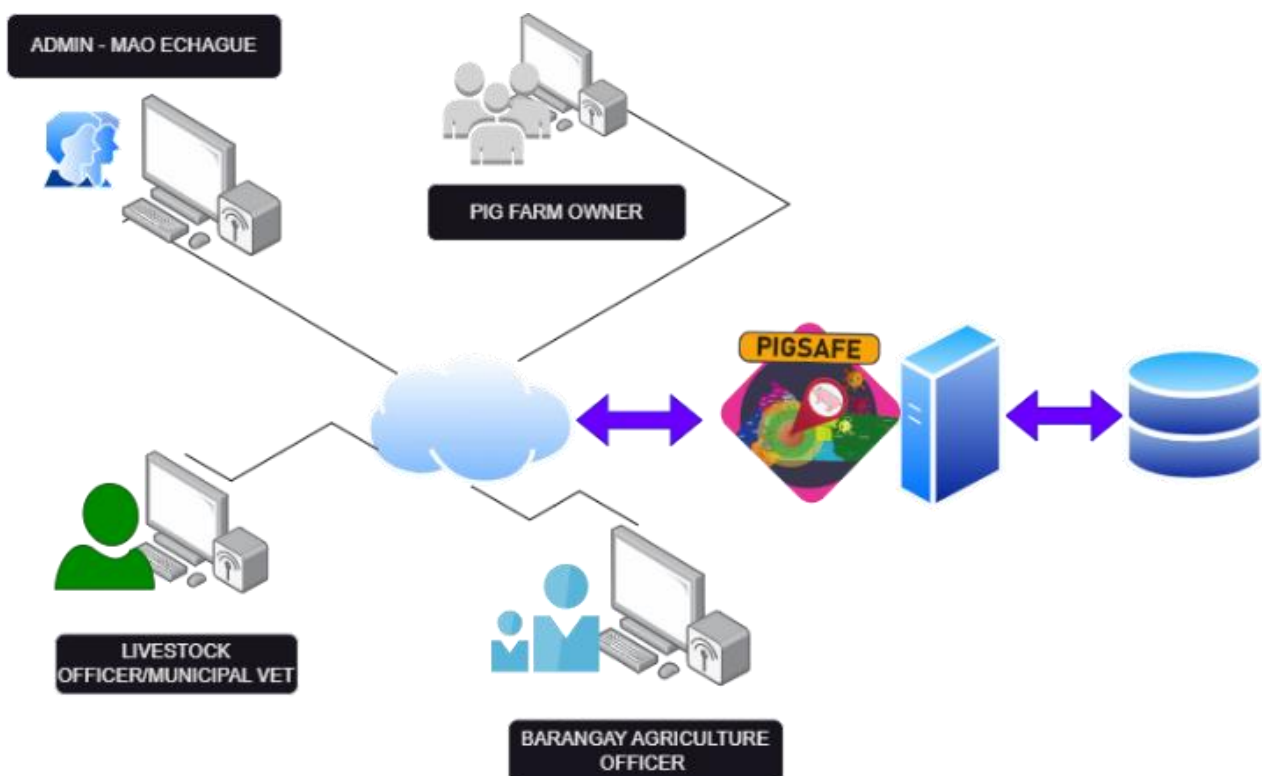 ADMIN - MAO ECHAGUE
PIG FARM OWNER
PIGSAFE
LIVESTOCK
OFFICER/MUNICIPAL VET
BARANGAY AGRICULTURE
OFFICER